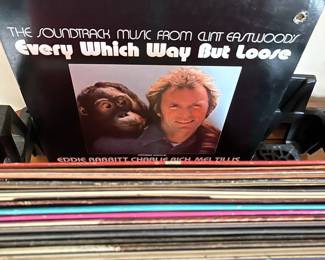 THE SOUNDTRACK MUSIC FROM CLINT EASTWOOD'S
Every Which Way But Loose
EDDIE RABBITT, CHARLIE RICH, MEL TILLIS